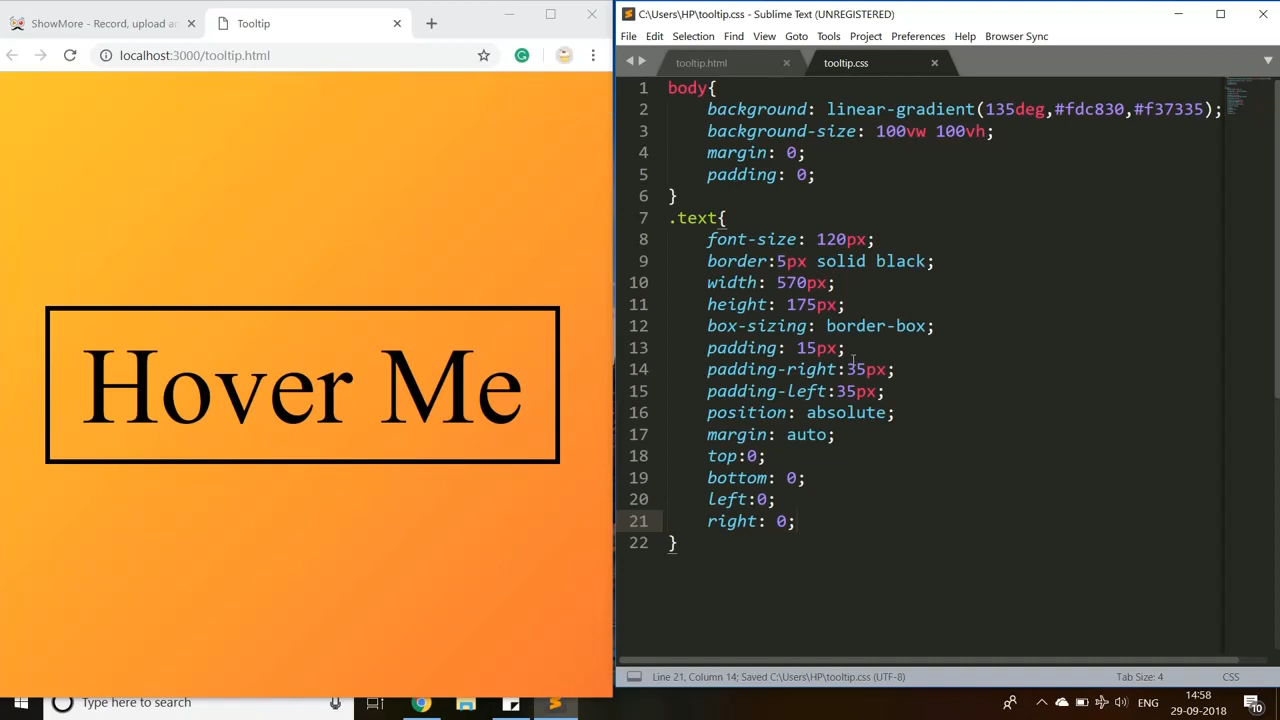 ShowMore - Record, upload an
Tooltip
localhost:3000/tooltip.html
Hover Me
Type here to search
C:\Users\HP\tooltip.css - Sublime Text (UNREGISTERED)
File Edit Selection Find View Goto Tools Project Preferences Help Browser Sync
tooltip.html
tooltip.css
1 body{
2 background: linear-gradient(135deg,#fdc830,#f37335);
3 background-size: 100vw 100vh;
4 margin: 0;
5 padding: 0;
6 }
7 .text{
8 font-size: 120px;
9 border:5px solid black;
10 width: 570px;
11 height: 175px;
12 box-sizing: border-box;
13 padding: 15px;
14 padding-right:35px;
15 padding-left:35px;
16 position: absolute;
17 margin: auto;
18 top:0;
19 bottom: 0;
20 left:0;
21 right: 0;
22 }
Line 21, Column 14; Saved C:\Users\HP\tooltip.css (UTF-8)
Tab Size: 4
CSS
ENG
14:58
29-09-2018
10